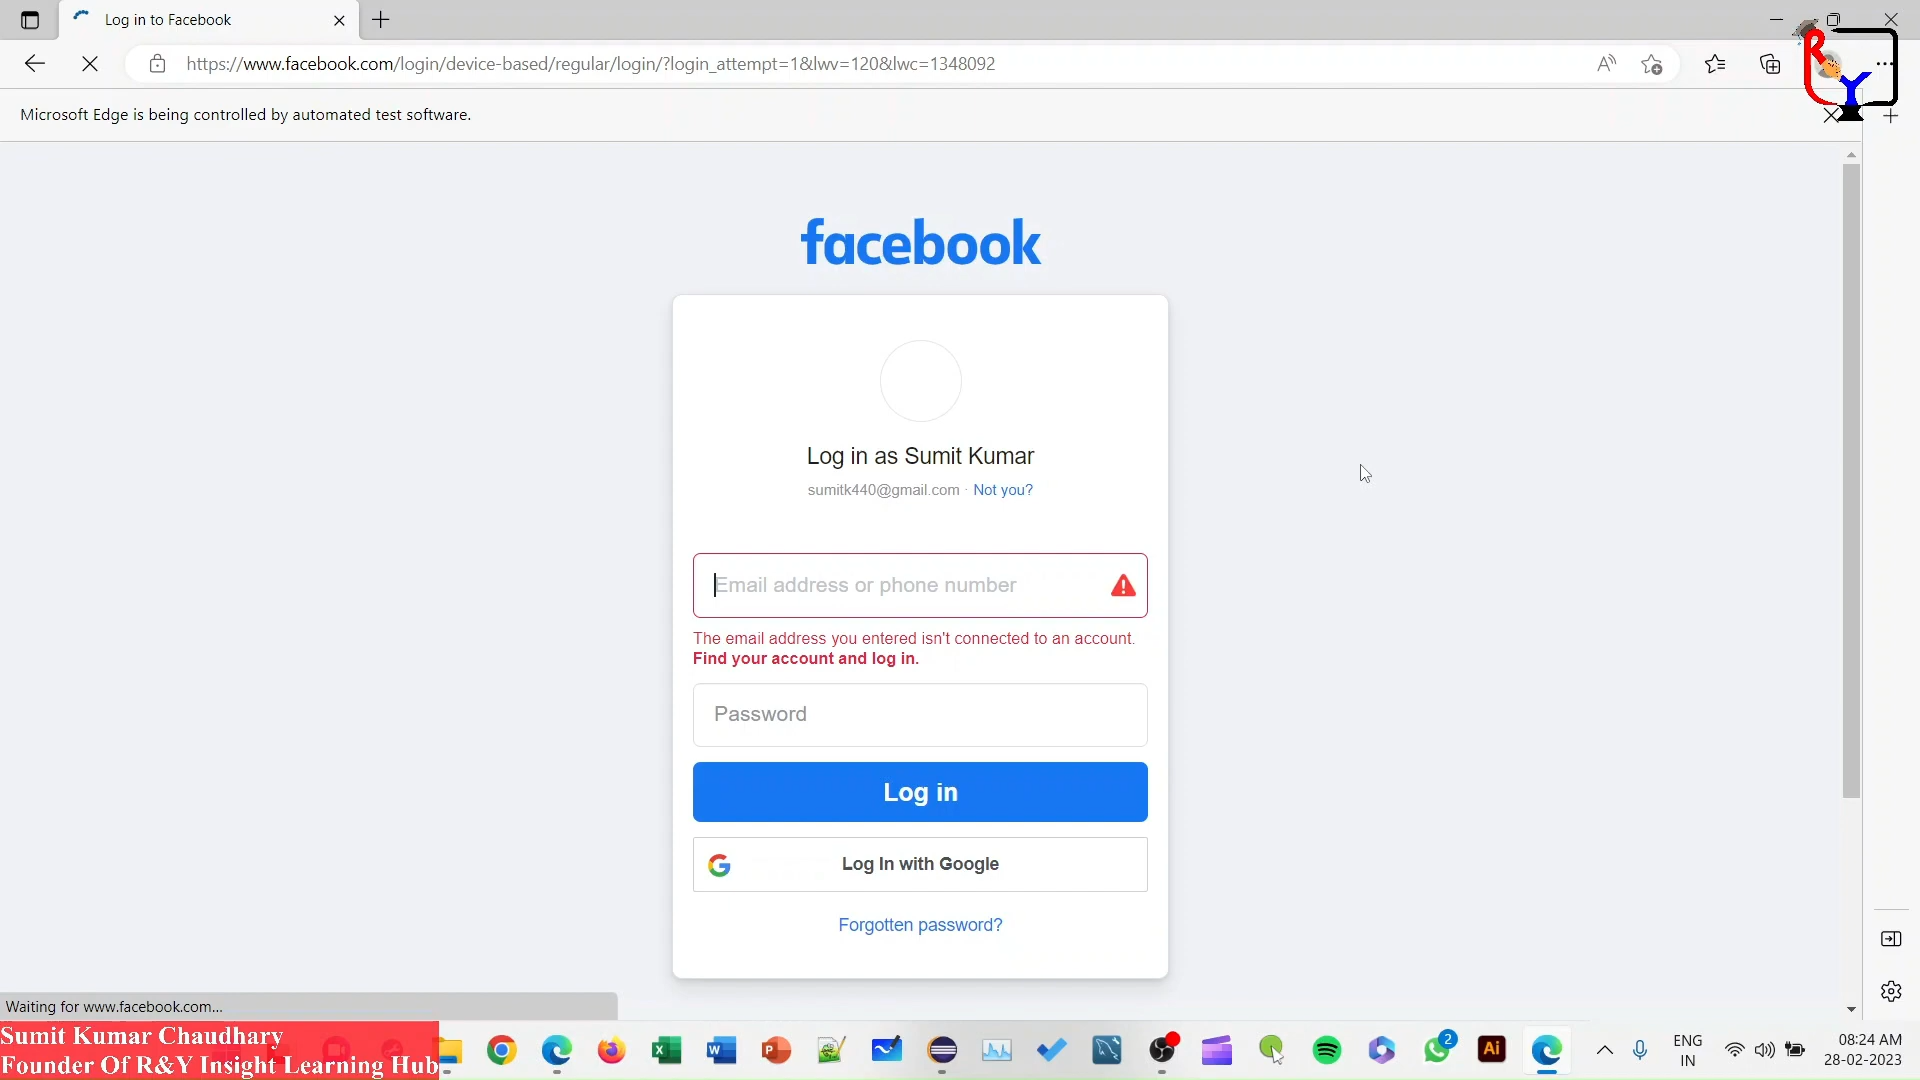 Log in to Facebook
https://www.facebook.com/login/device-based/regular/login/?login_attempt=1&lwv=120&lwc=1348092
Microsoft Edge is being controlled by automated test software.
R
Y
facebook
Log in as Sumit Kumar
sumitk440@gmail.com · Not you?
Email address or phone number
The email address you entered isn't connected to an account.
Find your account and log in.
Password
Log in
Log In with Google
Forgotten password?
Waiting for www.facebook.com...
Sumit Kumar Chaudhary
Founder Of R&Y Insight Learning Hub
2
Ai
ENG
IN
08:24 AM
28-02-2023